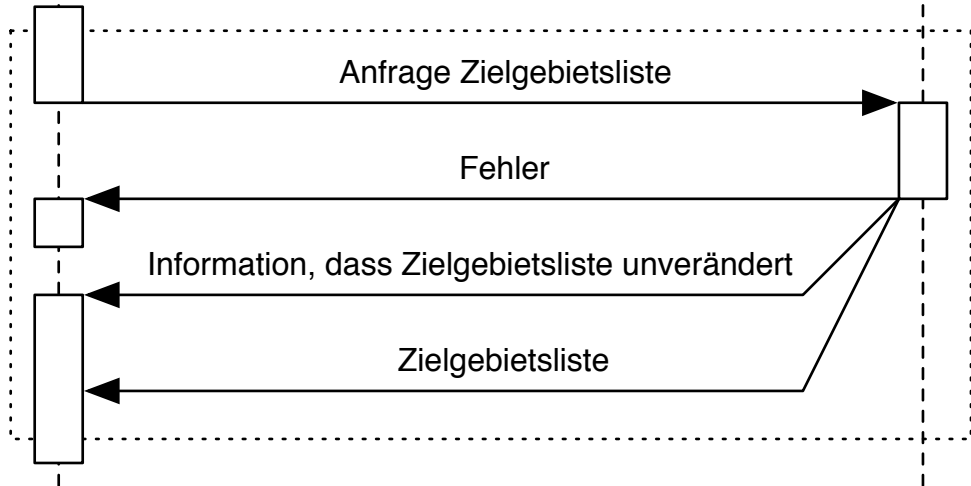 Anfrage Zielgebietsliste
Fehler
Information, dass Zielgebietsliste unverändert
Zielgebietsliste